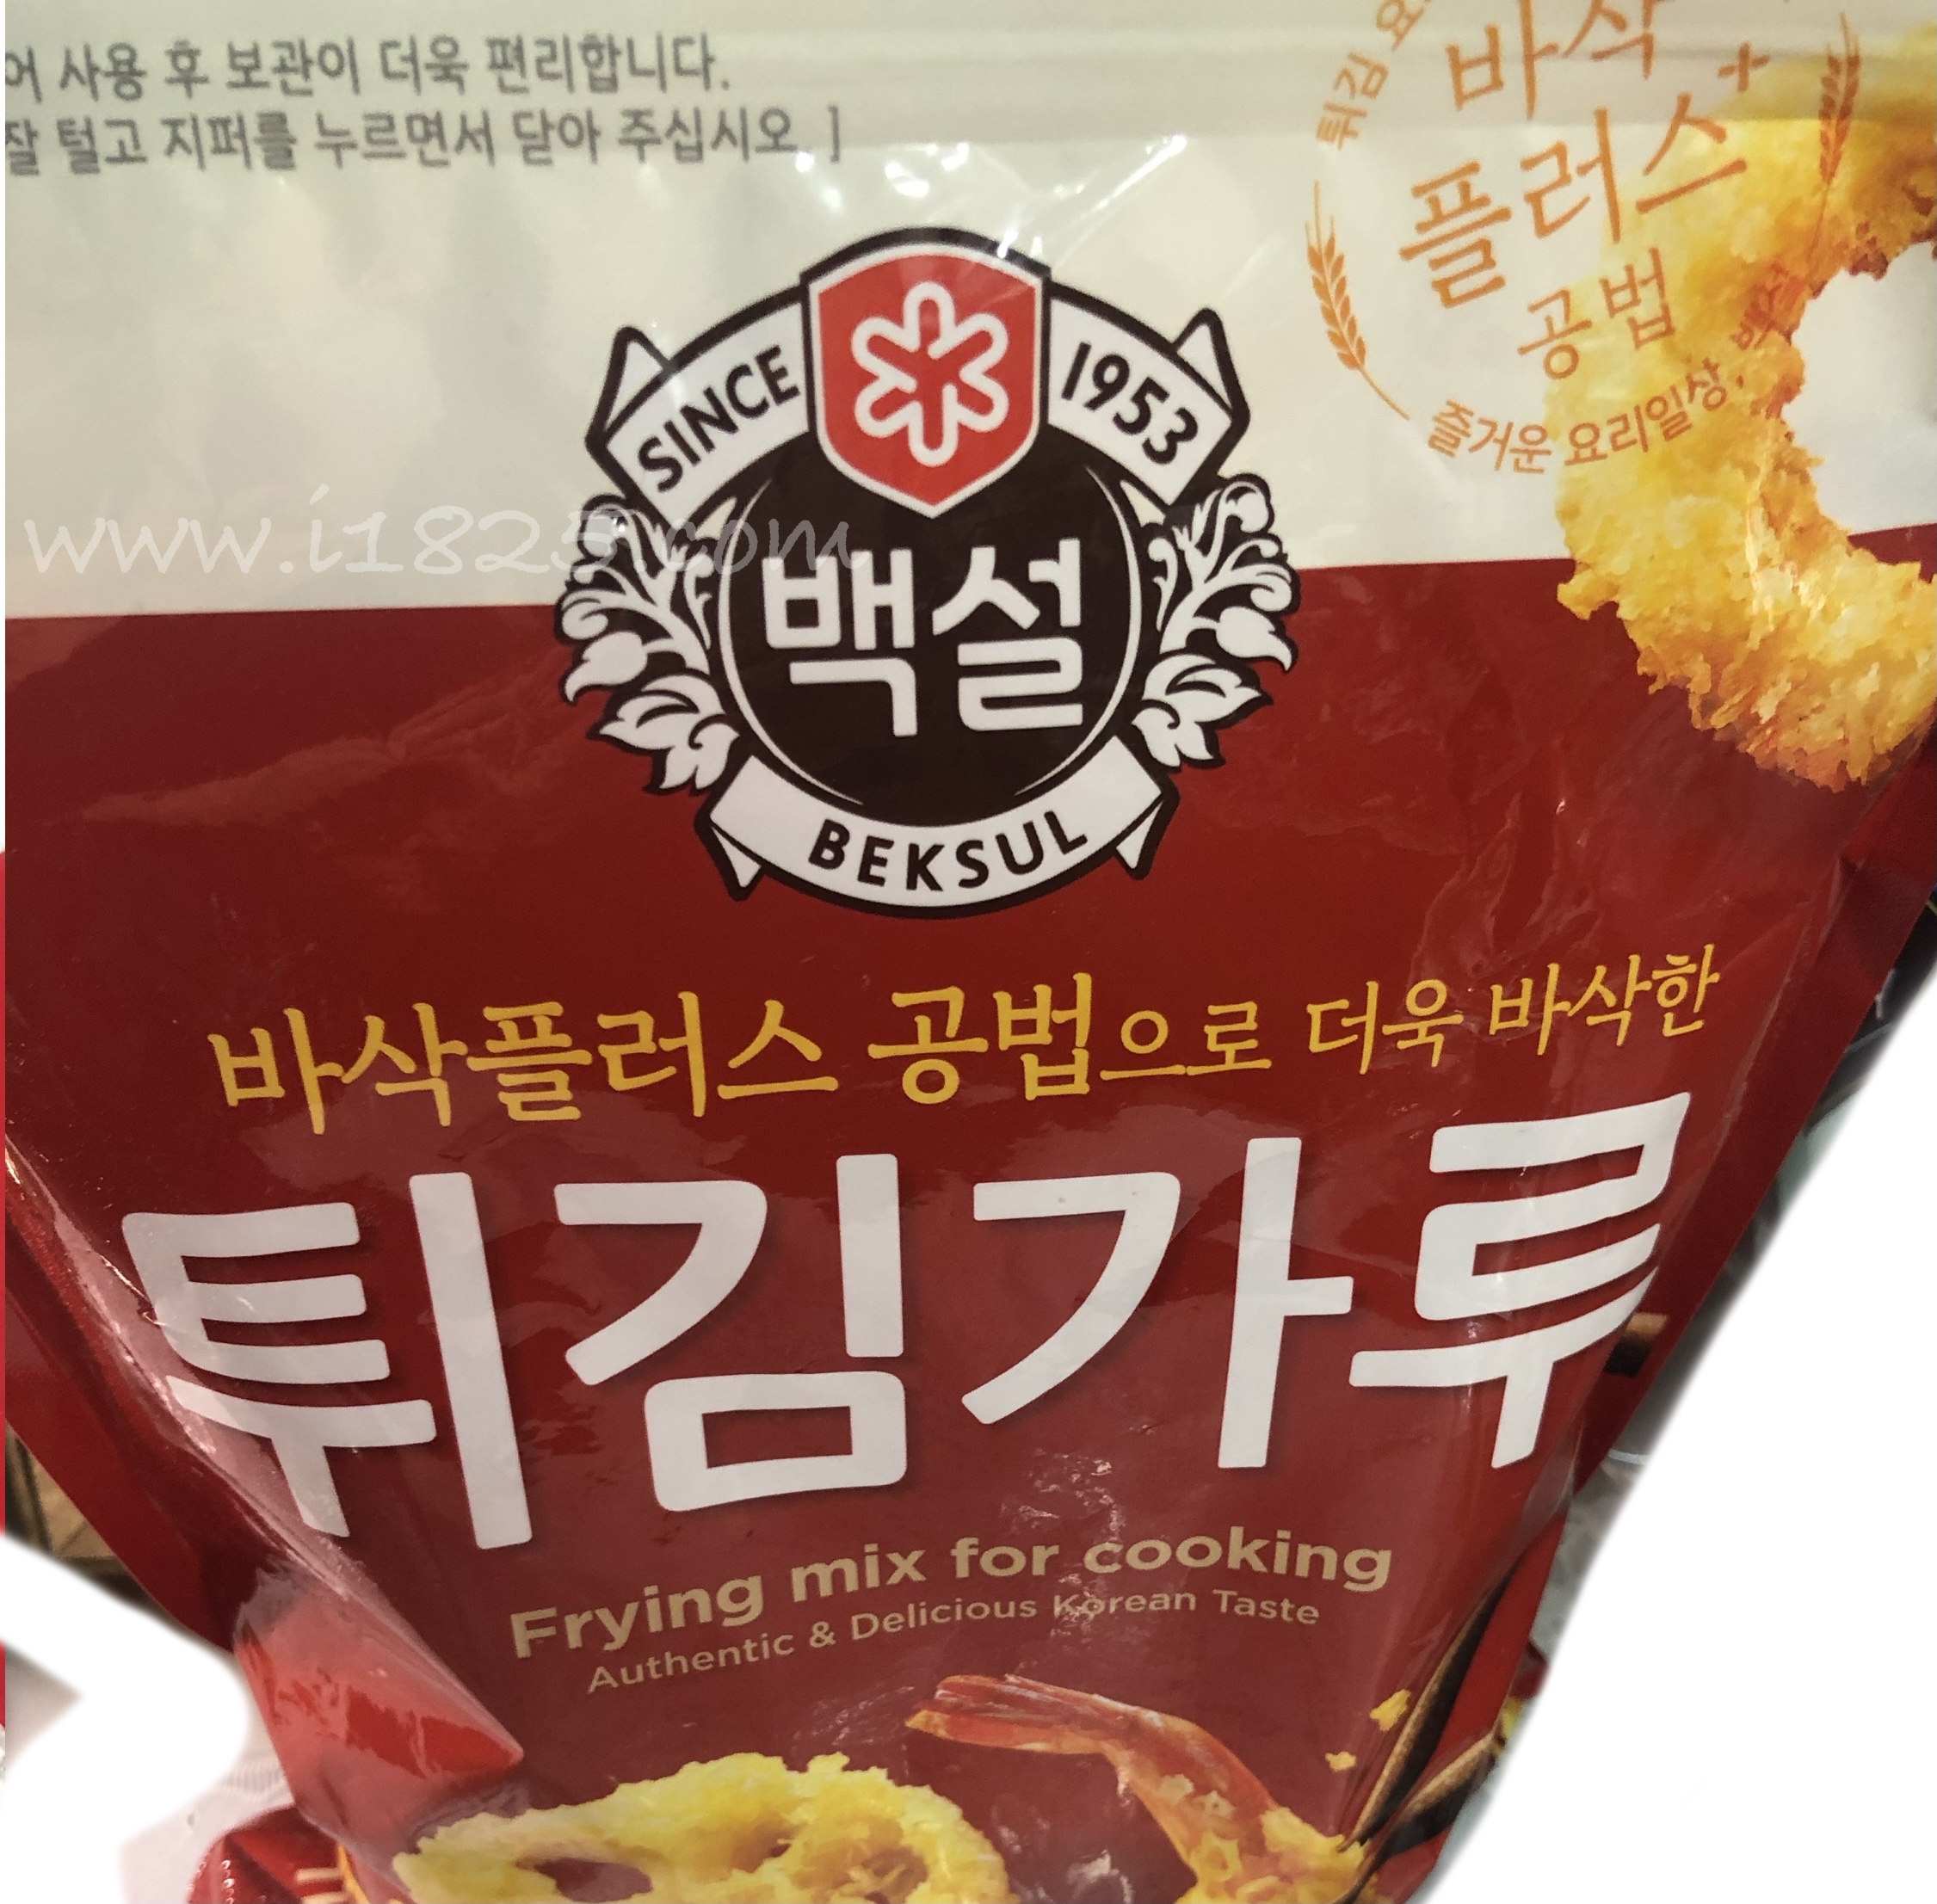 어 사용 후 보관이 더욱 편리합니다.
잘 털고 지퍼를 누르면서 닫아 주십시오. ]
튀김
바삭
플러스+
공법
즐거운 요리일상, 백설
SINCE 1953
백설
BEKSUL
www.i1825.com
바삭플러스 공법으로 더욱 바삭한
튀김가루
Frying mix for cooking
Authentic & Delicious Korean Taste